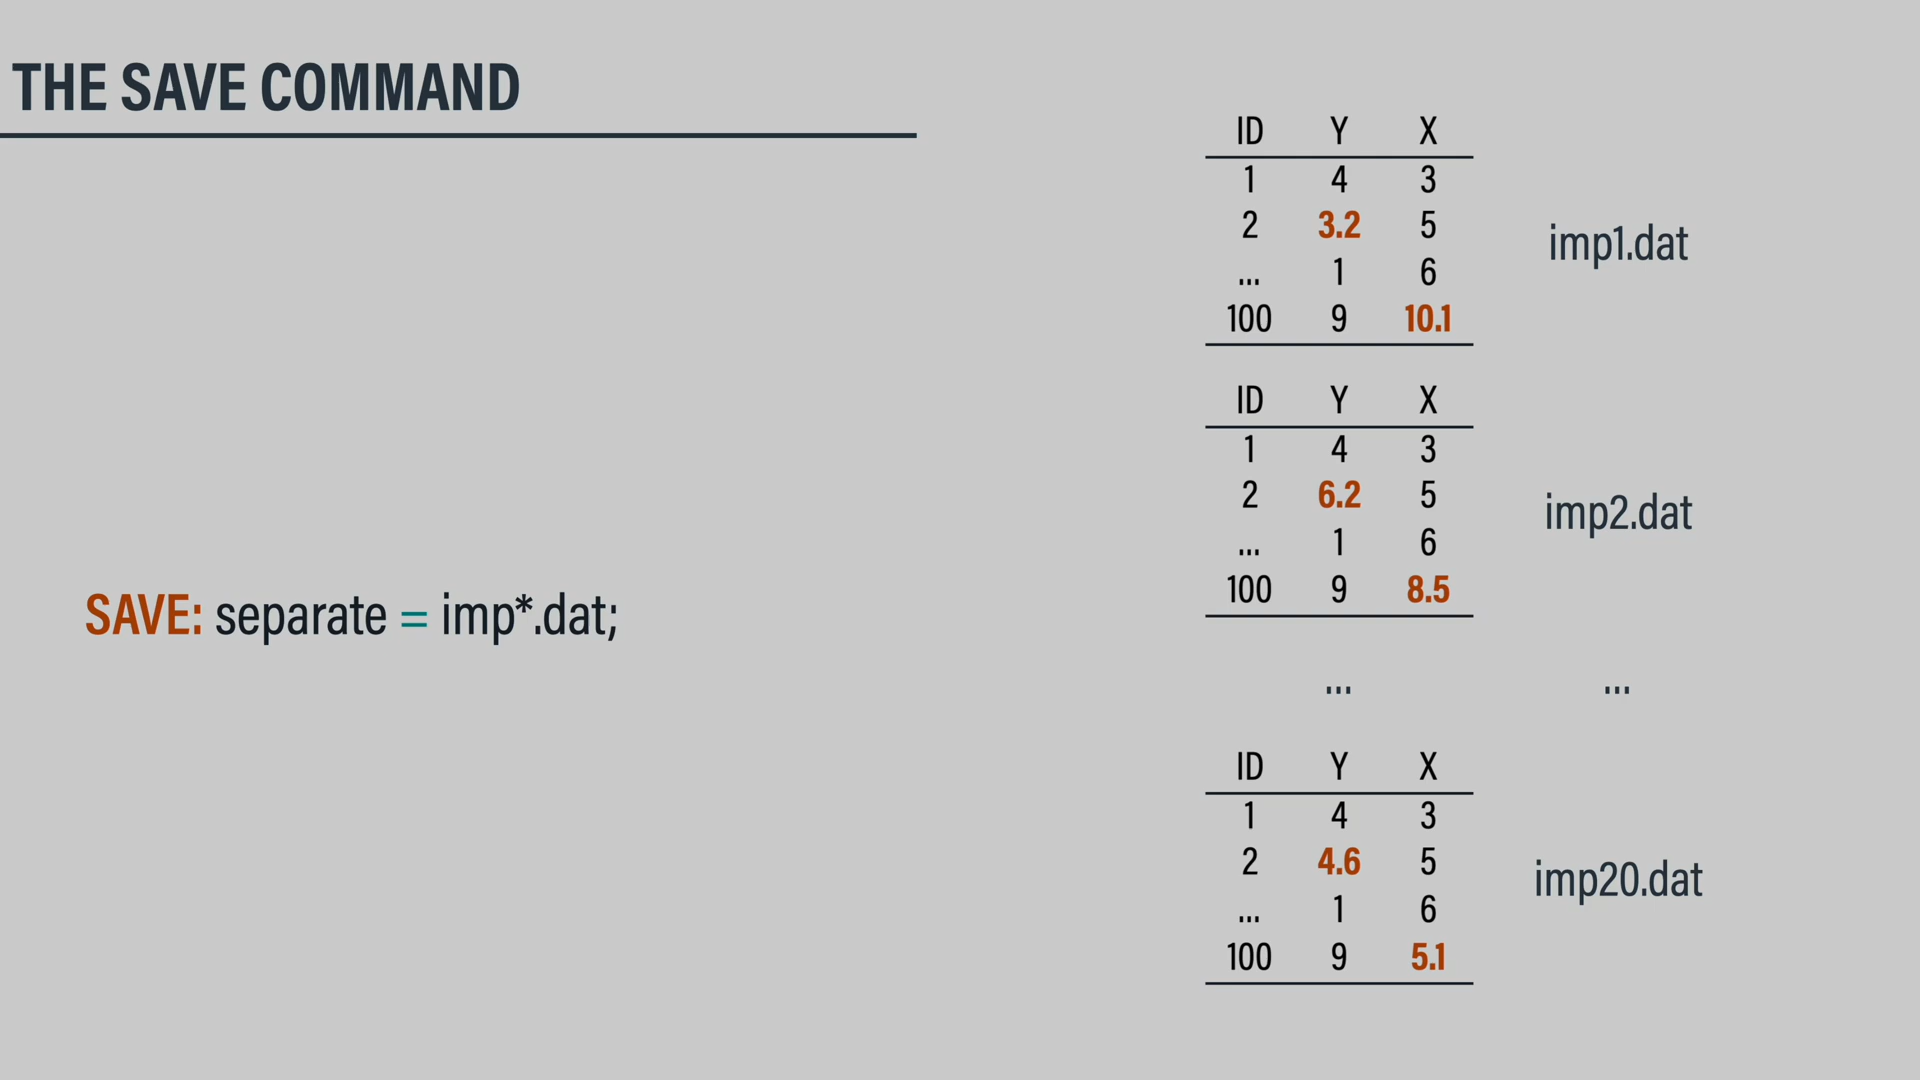 THE SAVE COMMAND
SAVE: separate = imp*.dat;
ID Y X
1 4 3
2 3.2 5
... 1 6
100 9 10.1
imp1.dat
ID Y X
1 4 3
2 6.2 5
... 1 6
100 9 8.5
imp2.dat
... ...
ID Y X
1 4 3
2 4.6 5
... 1 6
100 9 5.1
imp20.dat